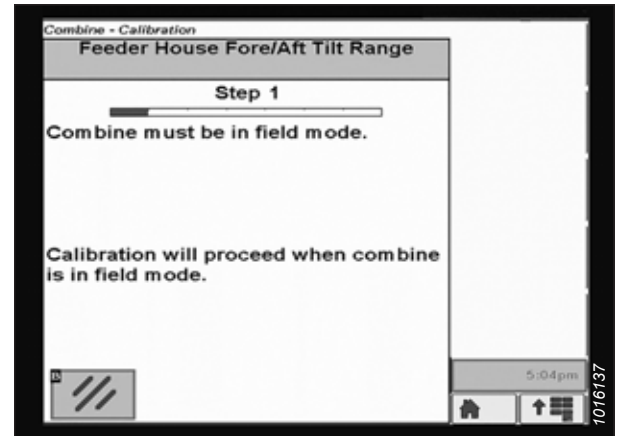 Combine - Calibration
Feeder House Fore/Aft Tilt Range
Step 1
Combine must be in field mode.
Calibration will proceed when combine
is in field mode.
5:04pm
1016137